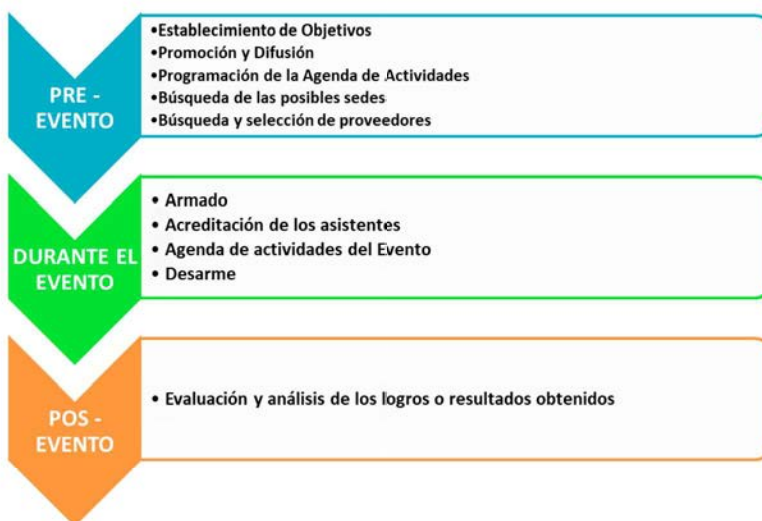 PRE -
EVENTO
•Establecimiento de Objetivos
•Promoción y Difusión
•Programación de la Agenda de Actividades
•Búsqueda de las posibles sedes
•Búsqueda y selección de proveedores
DURANTE EL
EVENTO
• Armado
• Acreditación de los asistentes
• Agenda de actividades del Evento
• Desarme
POS -
EVENTO
• Evaluación y análisis de los logros o resultados obtenidos